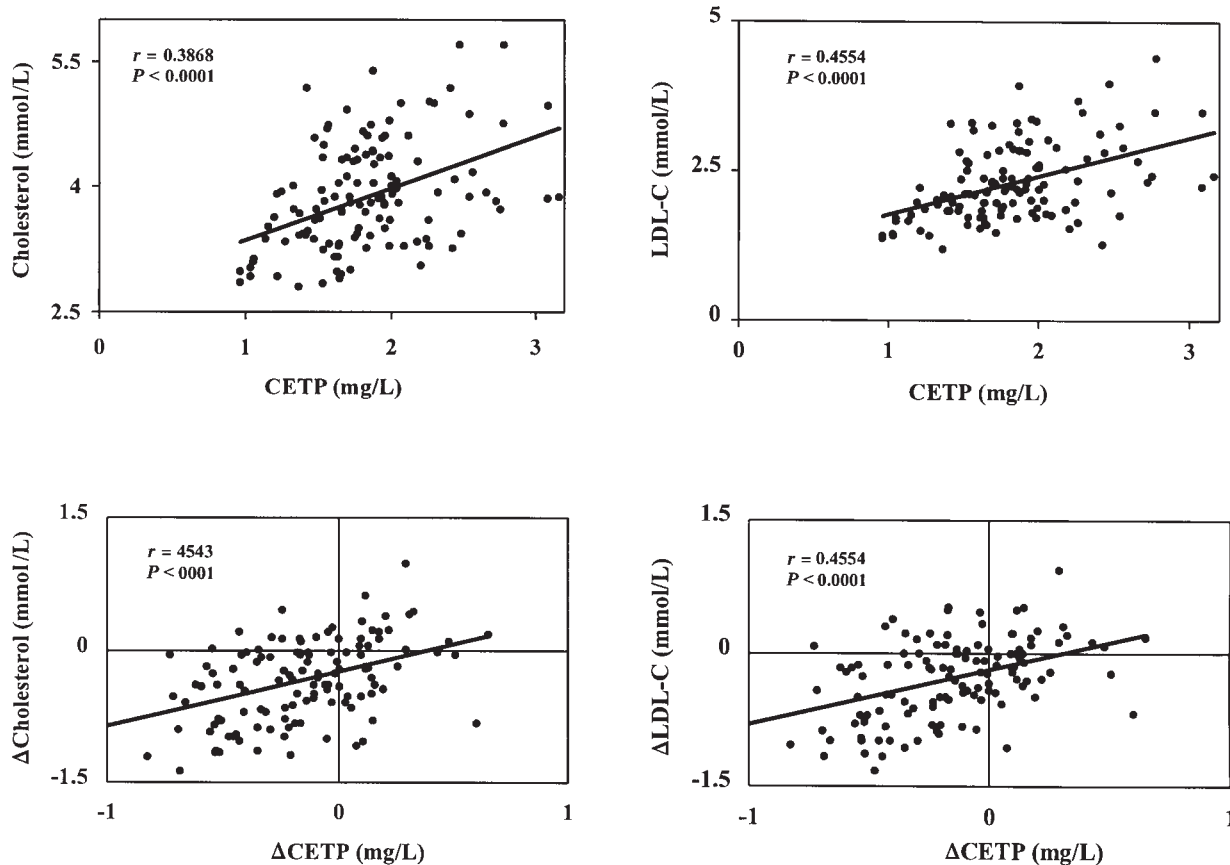 Cholesterol (mmol/L)
5.5
4
2.5
r = 0.3868
P < 0.0001
0
1
2
3
CETP (mg/L)
LDL-C (mmol/L)
5
2.5
0
r = 0.4554
P < 0.0001
0
1
2
3
CETP (mg/L)
ΔCholesterol (mmol/L)
1.5
0
-1.5
r = 4543
P < 0001
-1
0
1
ΔCETP (mg/L)
ΔLDL-C (mmol/L)
1.5
0
-1.5
r = 0.4554
P < 0.0001
-1
0
1
ΔCETP (mg/L)